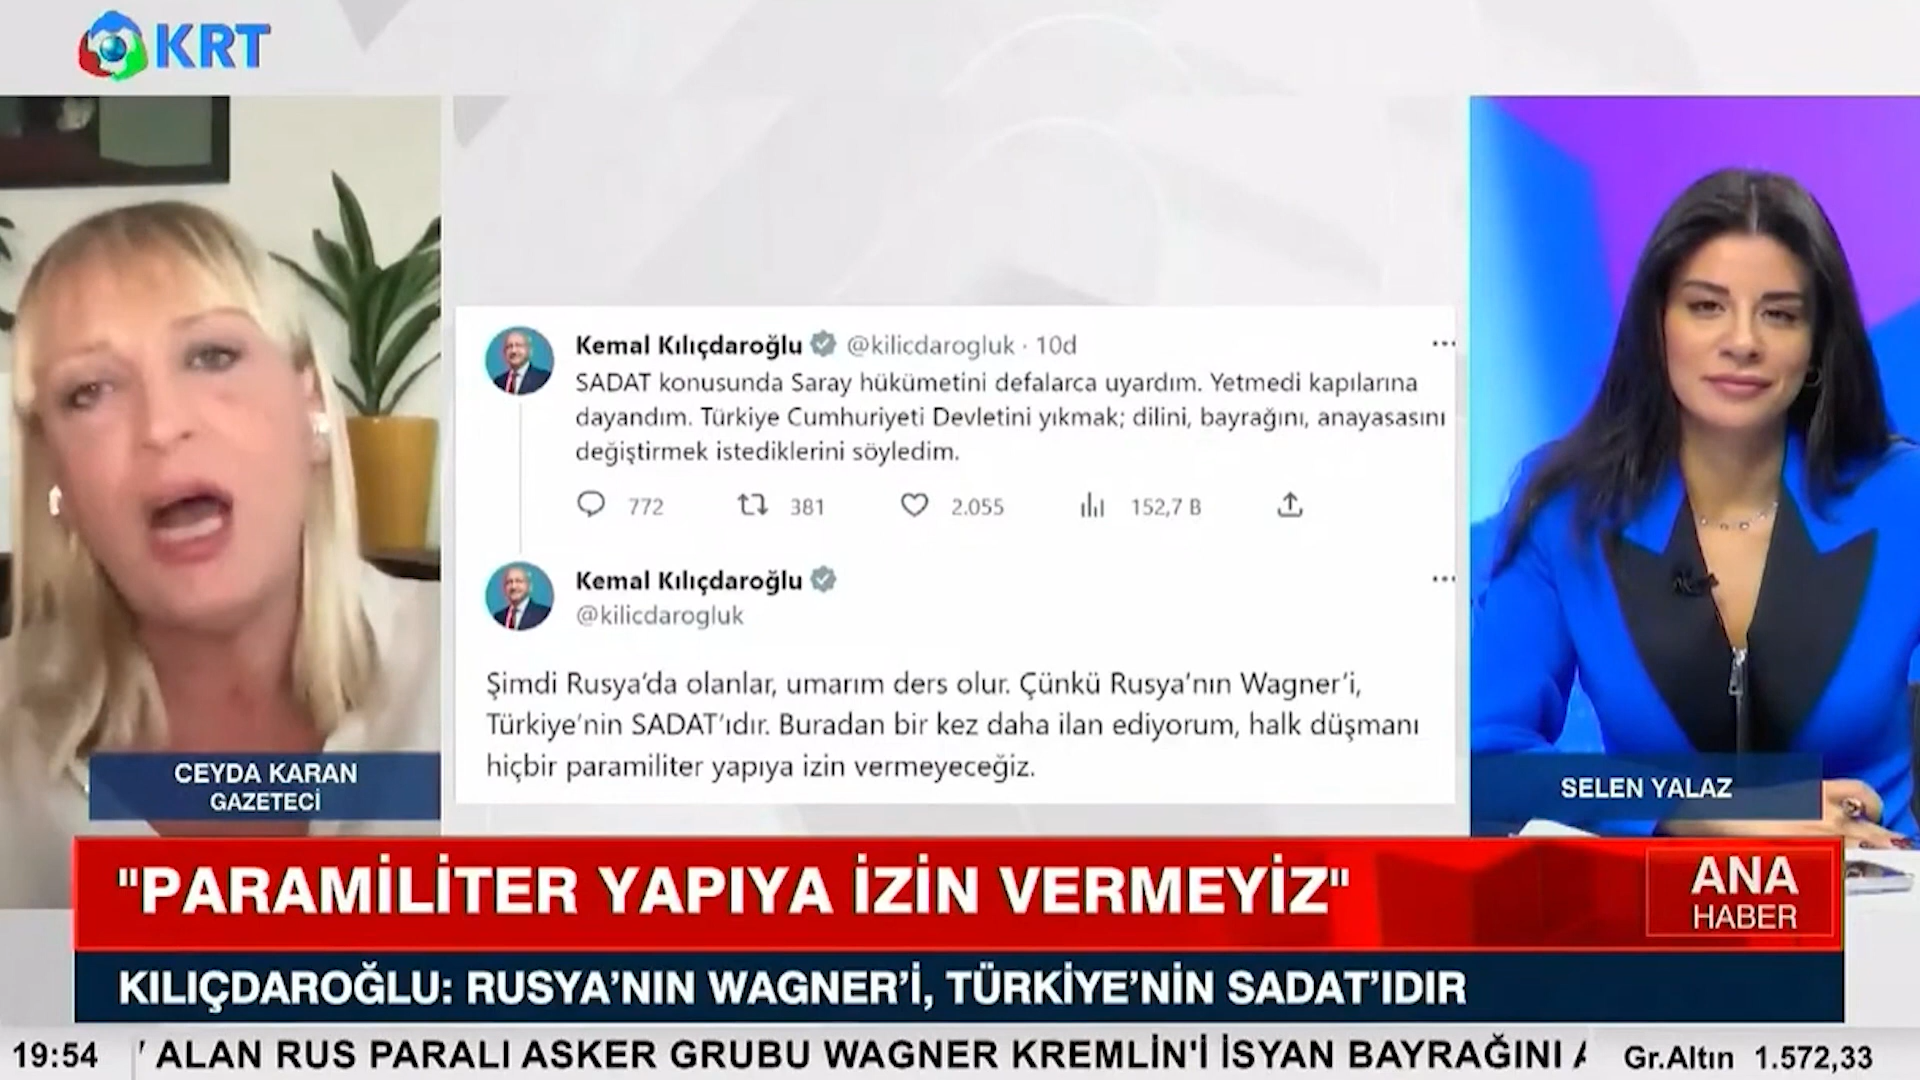 KRT
Kemal Kılıçdaroğlu @kilicdarogluk · 10d
SADAT konusunda Saray hükümetini defalarca uyardım. Yetmedi kapılarına
dayandım. Türkiye Cumhuriyeti Devletini yıkmak; dilini, bayrağını, anayasasını
değiştirmek istediklerini söyledim.
772 381 2.055 152,7 B
Kemal Kılıçdaroğlu
@kilicdarogluk
Şimdi Rusya'da olanlar, umarım ders olur. Çünkü Rusya'nın Wagner'i,
Türkiye'nin SADAT'ıdır. Buradan bir kez daha ilan ediyorum, halk düşmanı
hiçbir paramiliter yapıya izin vermeyeceğiz.
CEYDA KARAN
GAZETECİ
SELEN YALAZ
"PARAMİLİTER YAPIYA İZİN VERMEYİZ"
ANA
HABER
KILIÇDAROĞLU: RUSYA'NIN WAGNER'İ, TÜRKİYE'NİN SADAT'IDIR
19:54 ALAN RUS PARALI ASKER GRUBU WAGNER KREMLİN'İ İSYAN BAYRAĞINI Gr.Altın 1.572,33